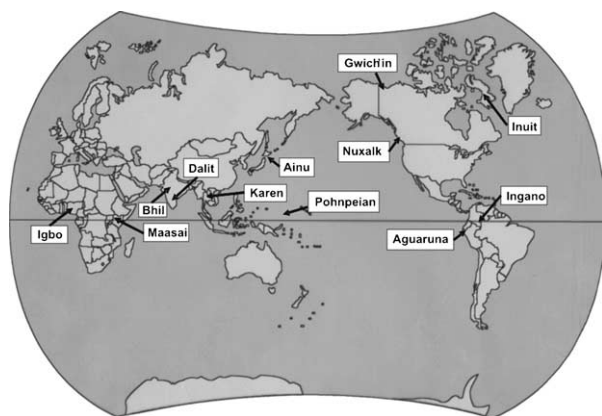 Gwich'in
Inuit
Nuxalk
Dalit
Ainu
Karen
Pohnpeian
Ingano
Bhil
Igbo
Maasai
Aguaruna